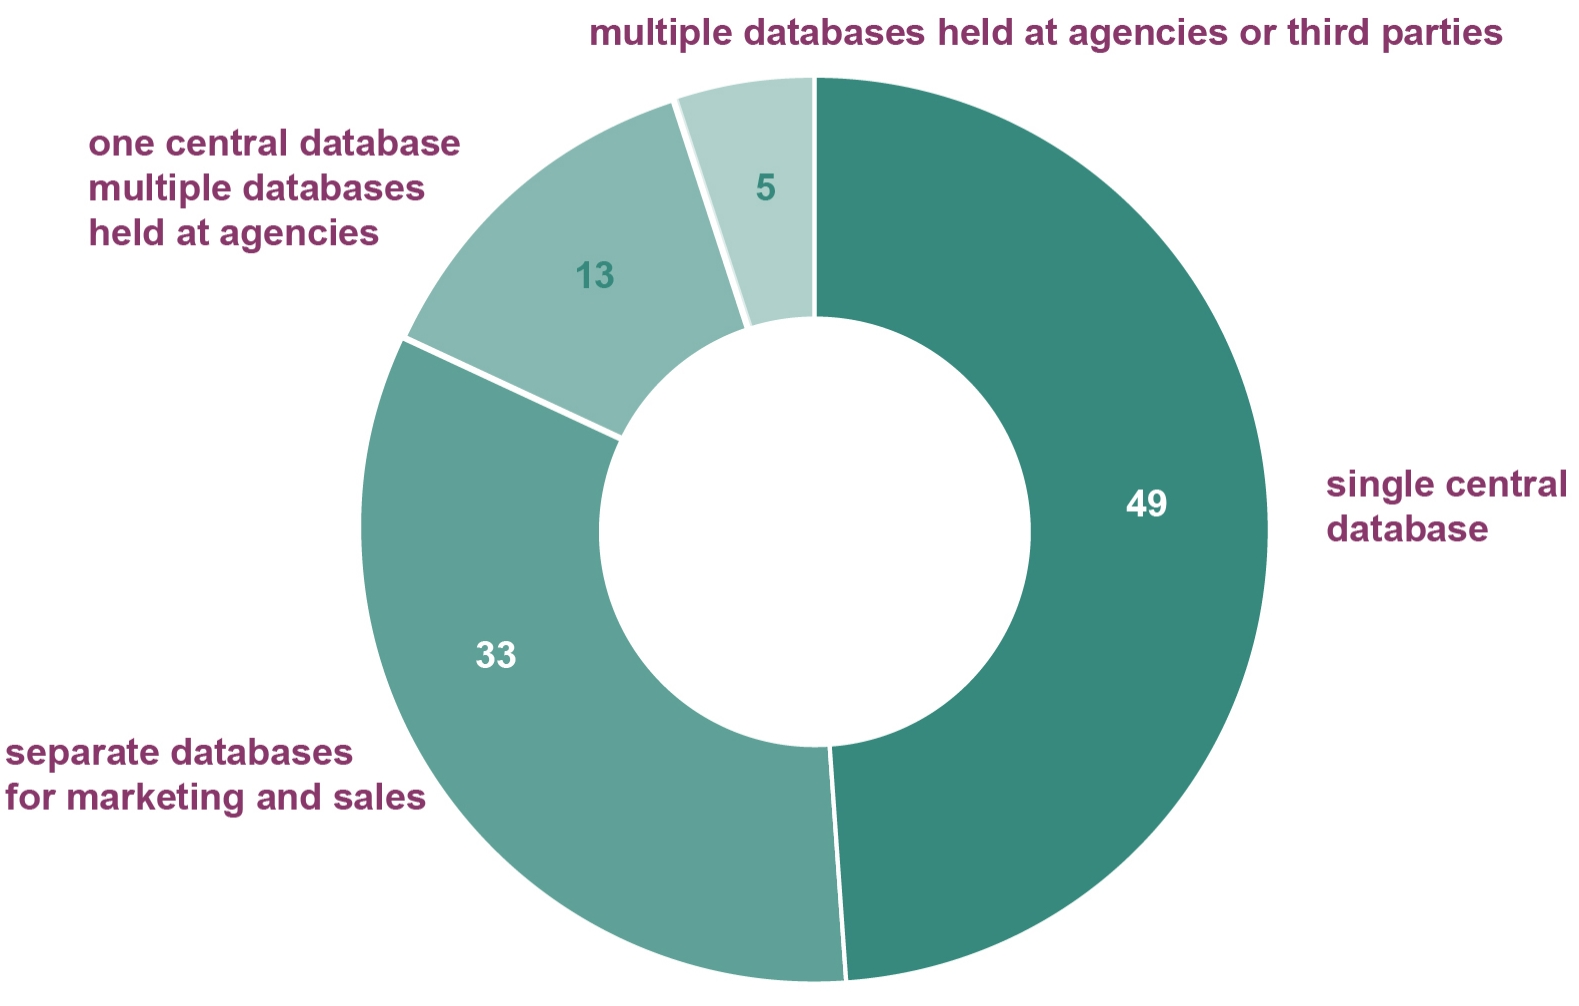 multiple databases held at agencies or third parties
one central database
multiple databases
held at agencies
5
13
49
single central
database
33
separate databases
for marketing and sales